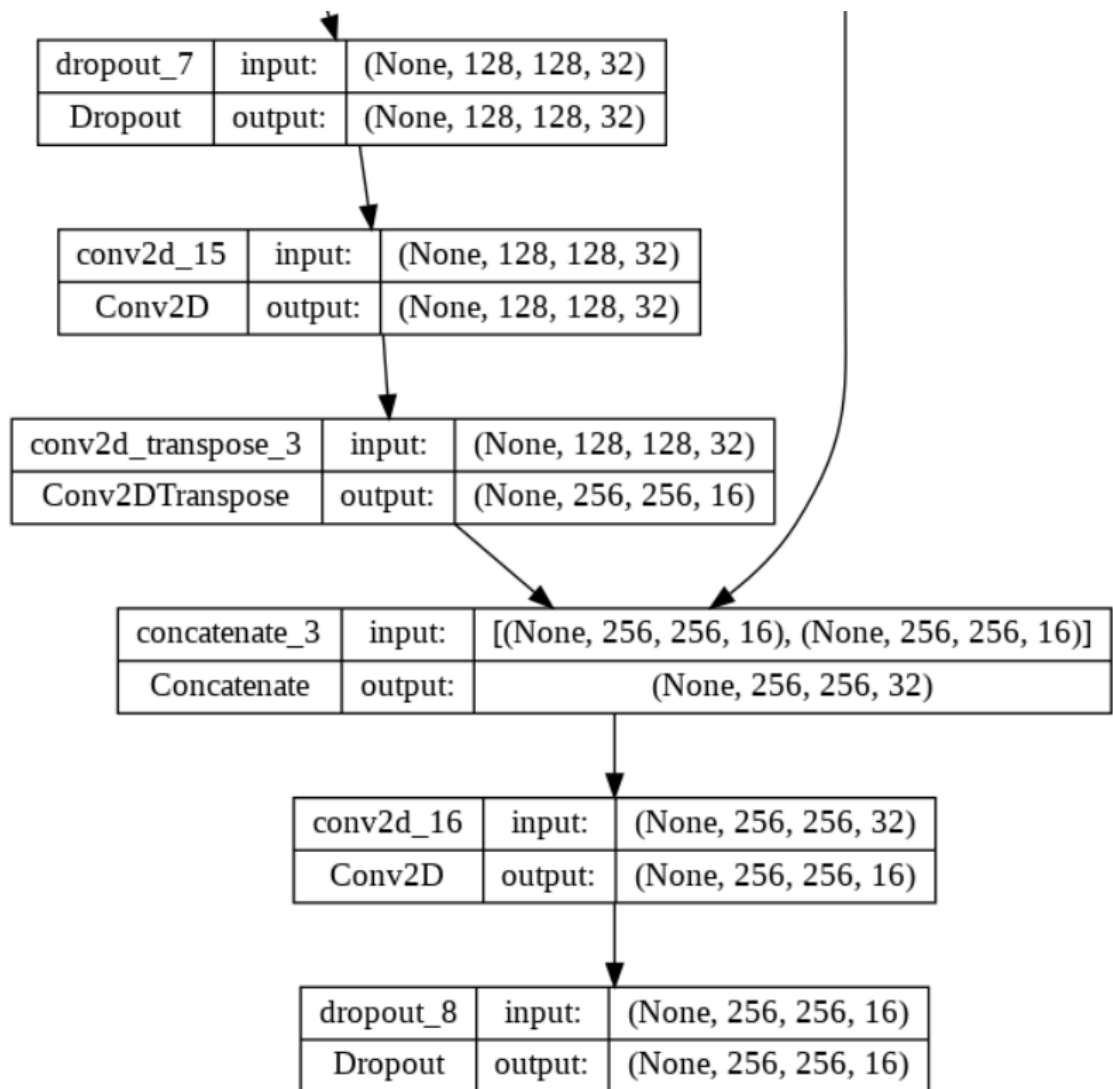 dropout_7 input: (None, 128, 128, 32)
Dropout output: (None, 128, 128, 32)
conv2d_15 input: (None, 128, 128, 32)
Conv2D output: (None, 128, 128, 32)
conv2d_transpose_3 input: (None, 128, 128, 32)
Conv2DTranspose output: (None, 256, 256, 16)
concatenate_3 input: [(None, 256, 256, 16), (None, 256, 256, 16)]
Concatenate output: (None, 256, 256, 32)
conv2d_16 input: (None, 256, 256, 32)
Conv2D output: (None, 256, 256, 16)
dropout_8 input: (None, 256, 256, 16)
Dropout output: (None, 256, 256, 16)